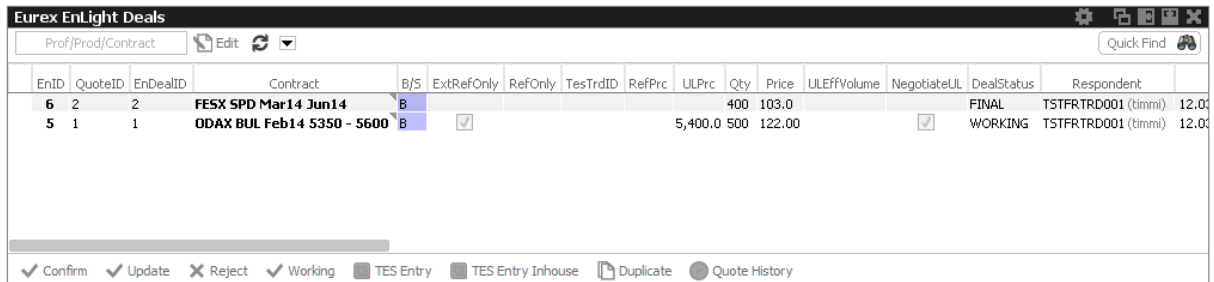 Eurex EnLight Deals
Prof/Prod/Contract Edit Quick Find
EnID QuoteID EnDealID Contract B/S ExtRefOnly RefOnly TesTrdID RefPrc ULPrc Qty Price ULEffVolume NegotiateUL DealStatus Respondent
6 2 2 FESX SPD Mar14 Jun14 B 400 103.0 FINAL TSTFRTRD001 (timmi) 12.03
5 1 1 ODAX BUL Feb14 5350 - 5600 B 5,400.0 500 122.00 WORKING TSTFRTRD001 (timmi) 12.03
Confirm Update Reject Working TES Entry TES Entry Inhouse Duplicate Quote History